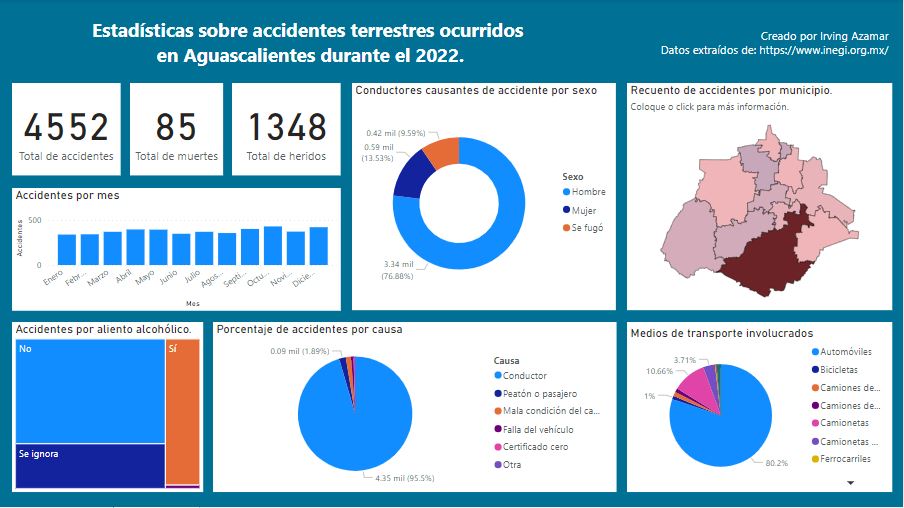 Estadísticas sobre accidentes terrestres ocurridos
en Aguascalientes durante el 2022.
Creado por Irving Azamar
Datos extraídos de: https://www.inegi.org.mx/
4552
Total de accidentes
85
Total de muertes
1348
Total de heridos
Accidentes por mes
500
0
Accidentes
Enero
Febr...
Marzo
Abril
Mayo
Junio
Julio
Agos...
Septi...
Octu...
Novi...
Dicie...
Mes
Conductores causantes de accidente por sexo
0.42 mil (9.59%)
0.59 mil
(13.53%)
3.34 mil
(76.88%)
Sexo
Hombre
Mujer
Se fugó
Recuento de accidentes por municipio.
Coloque o click para más información.
Accidentes por aliento alcohólico.
No
Sí
Se ignora
Porcentaje de accidentes por causa
0.09 mil (1.89%)
4.35 mil (95.5%)
Causa
Conductor
Peatón o pasajero
Mala condición del ca...
Falla del vehículo
Certificado cero
Otra
Medios de transporte involucrados
3.71%
10.66%
1%
80.2%
Automóviles
Bicicletas
Camiones de...
Camiones de...
Camionetas
Camionetas ...
Ferrocarriles